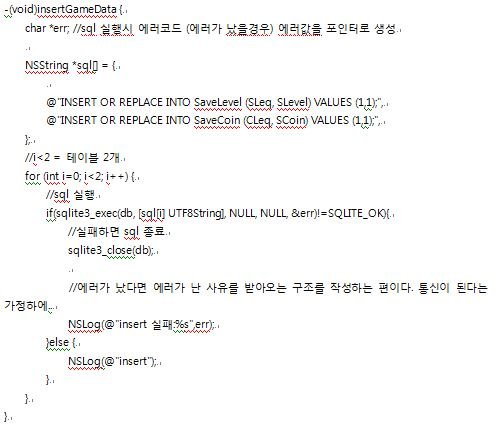 -(void)insertGameData {
char *err; //sql 실행시 에러코드 (에러가 났을경우) 에러값을 포인터로 생성
NSString *sql[] = {
@"INSERT OR REPLACE INTO SaveLevel (SLeq, SLevel) VALUES (1,1);",
@"INSERT OR REPLACE INTO SaveCoin (CLeq, SCoin) VALUES (1,1);",
};
//i<2 = 테이블 2개
for (int i=0; i<2; i++) {
//sql 실행
if(sqlite3_exec(db, [sql[i] UTF8String], NULL, NULL, &err)!=SQLITE_OK){
//실패하면 sql 종료
sqlite3_close(db);
//에러가 났다면 에러가 난 사유를 받아오는 구조를 작성하는 편이다. 통신이 된다는
가정하에...
NSLog(@"insert 실패:%s",err);
}else {
NSLog(@"insert");
}
}
}